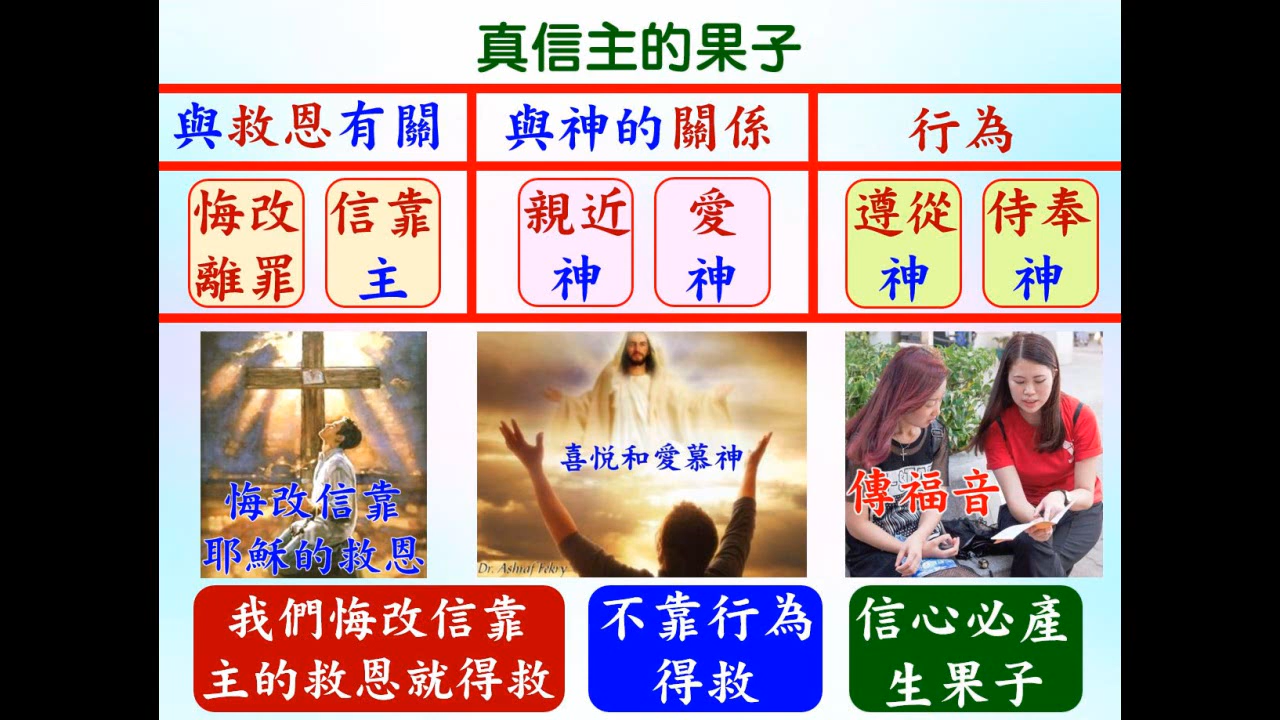 真信主的果子
與救恩有關
與神的關係
行為
悔改
離罪
信靠
主
親近
神
愛
神
遵從
神
侍奉
神
悔改信靠
耶穌的救恩
喜悅和愛慕神
Dr. Ashraf Fekry
傳福音
我們悔改信靠
主的救恩就得救
不靠行為
得救
信心必產
生果子